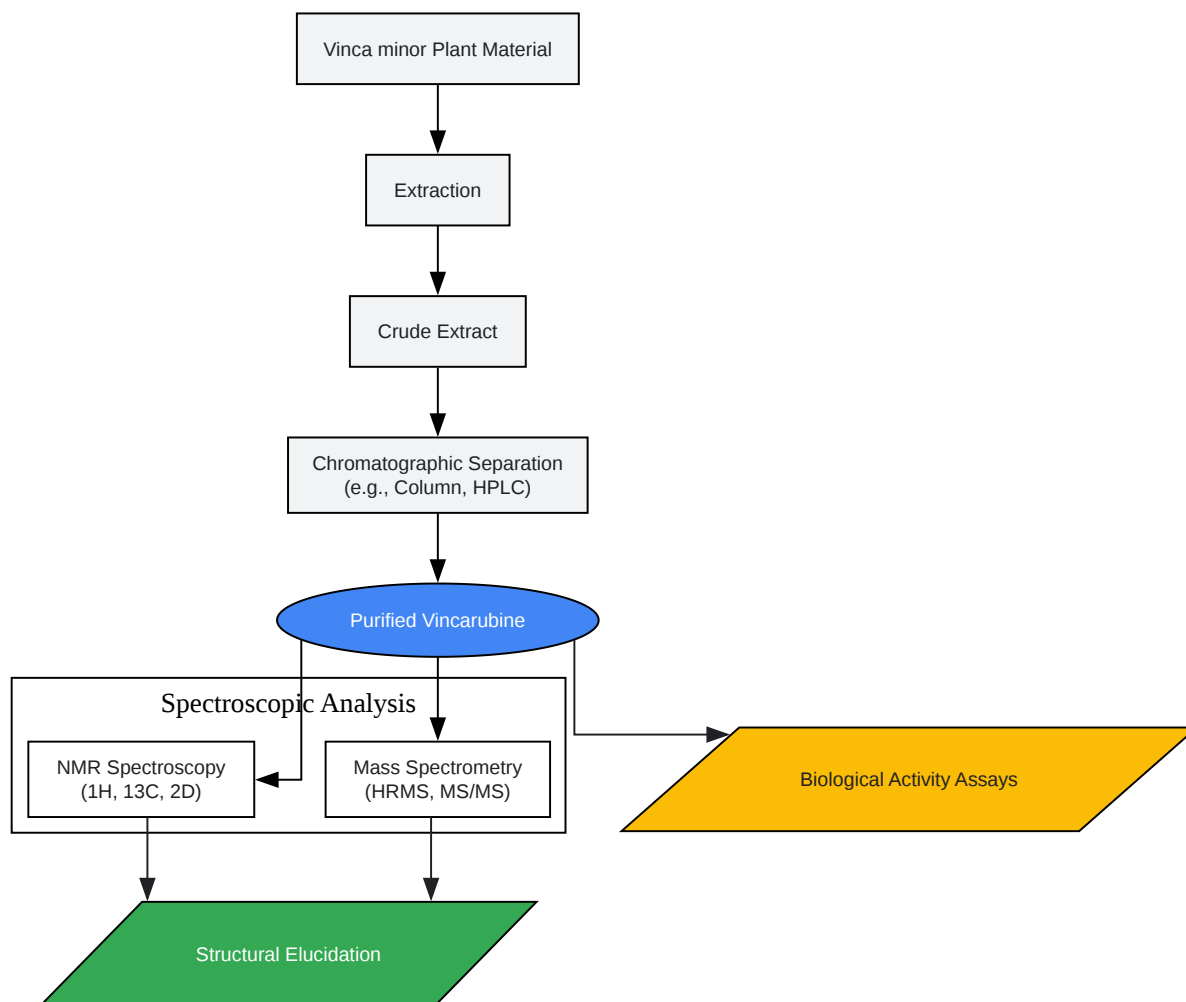 Vinca minor Plant Material
Extraction
Crude Extract
Chromatographic Separation
(e.g., Column, HPLC)
Purified Vincarubine
Spectroscopic Analysis
NMR Spectroscopy
(1H, 13C, 2D)
Mass Spectrometry
(HRMS, MS/MS)
Biological Activity Assays
Structural Elucidation